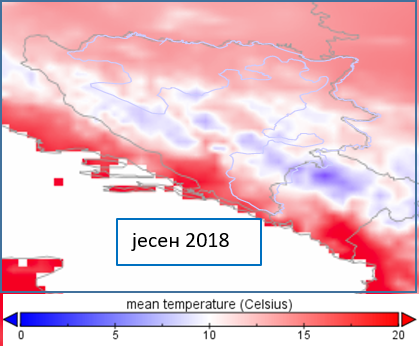 јесен 2018
mean temperature (Celsius)
0 5 10 15 20